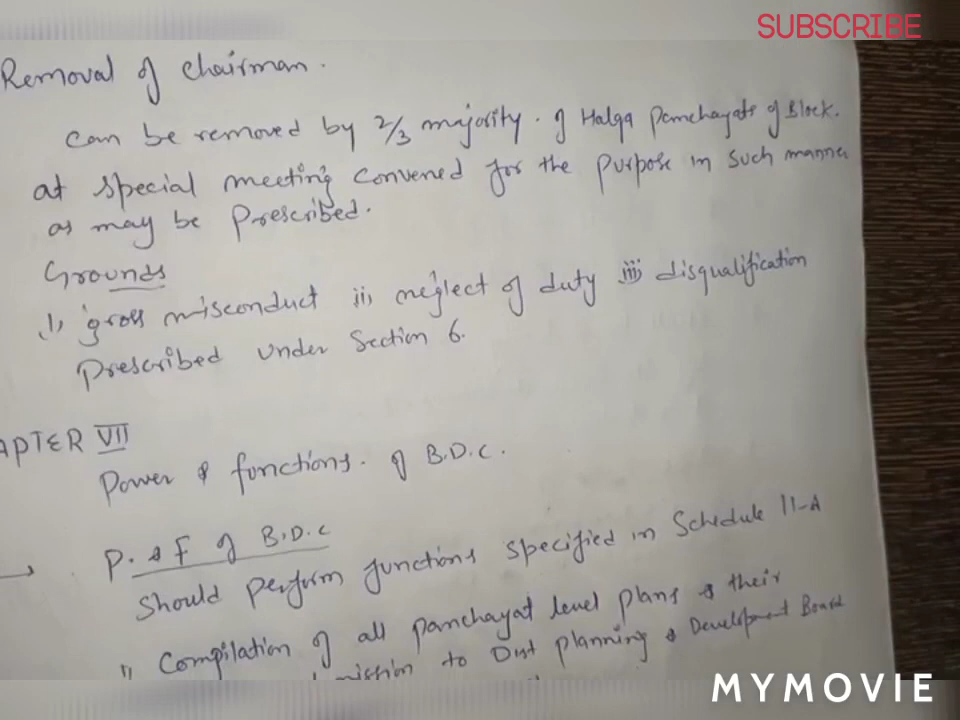 SUBSCRIBE
Removal of chairman.
can be removed by 2/3 majority. of Halqa Panchayats of Block.
at special meeting convened for the purpose in such manner
as may be Prescribed.
Grounds
i, gross misconduct ii, neglect of duty iii, disqualification
Prescribed under Section 6.
APTER VII
Power & functions. of B.D.C.
P. & F of B.D.C
→ should perform functions specified in Schedule II-A
1, Compilation of all panchayat level plans & their
mission to Dist planning & Development Board
MYMOVIE